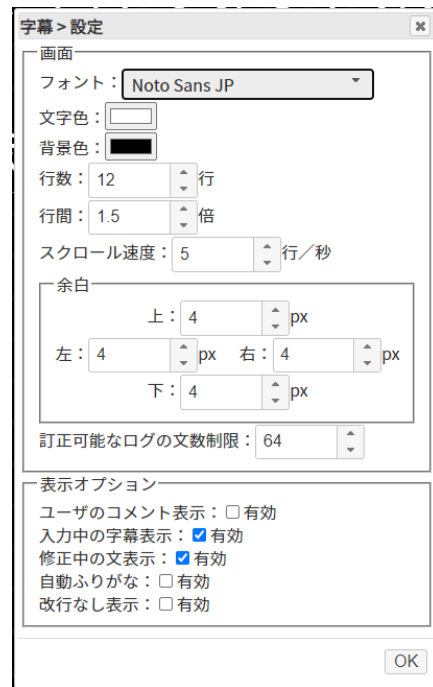 字幕 > 設定
画面
フォント： Noto Sans JP
文字色：
背景色：
行数： 12 行
行間： 1.5 倍
スクロール速度： 5 行／秒
余白
上： 4 px
左： 4 px 右： 4 px
下： 4 px
訂正可能なログの文数制限： 64
表示オプション
ユーザのコメント表示： 有効
入力中の字幕表示： 有効
修正中の文表示： 有効
自動ふりがな： 有効
改行なし表示： 有効
OK